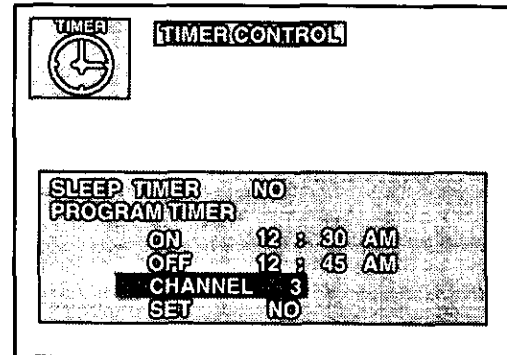 TIMER
TIMER CONTROL
SLEEP TIMER NO
PROGRAM TIMER
ON 12 : 30 AM
OFF 12 : 45 AM
CHANNEL 3
SET NO